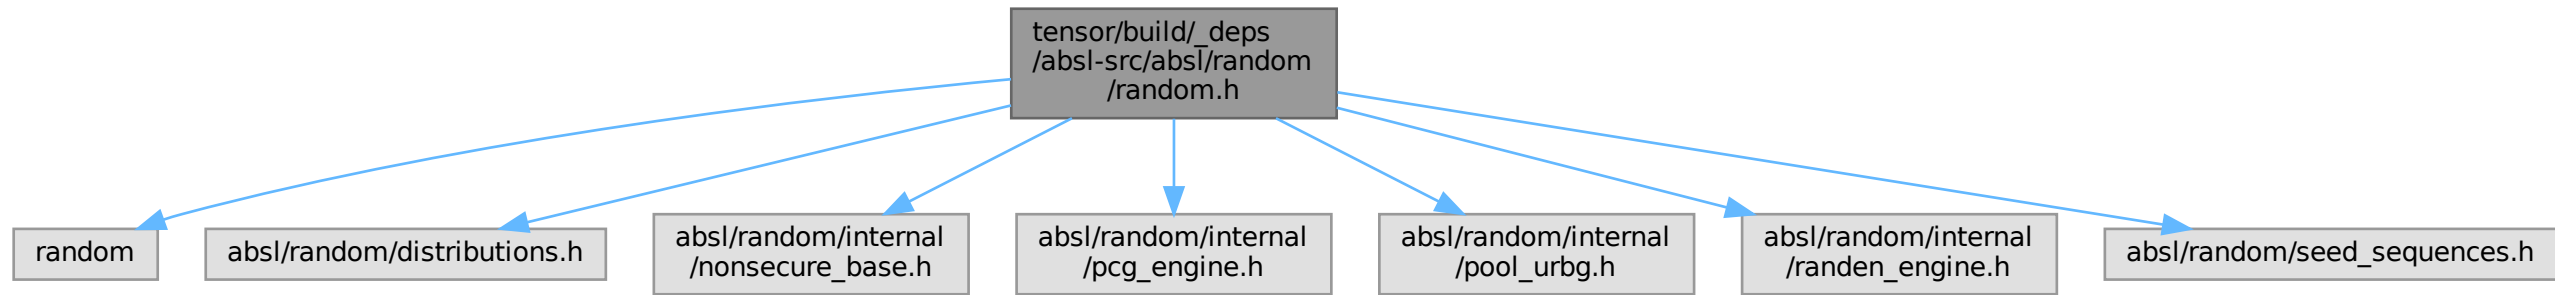 tensor/build/_deps
/absl-src/absl/random
/random.h
random
absl/random/distributions.h
absl/random/internal
/nonsecure_base.h
absl/random/internal
/pcg_engine.h
absl/random/internal
/pool_urbg.h
absl/random/internal
/randen_engine.h
absl/random/seed_sequences.h